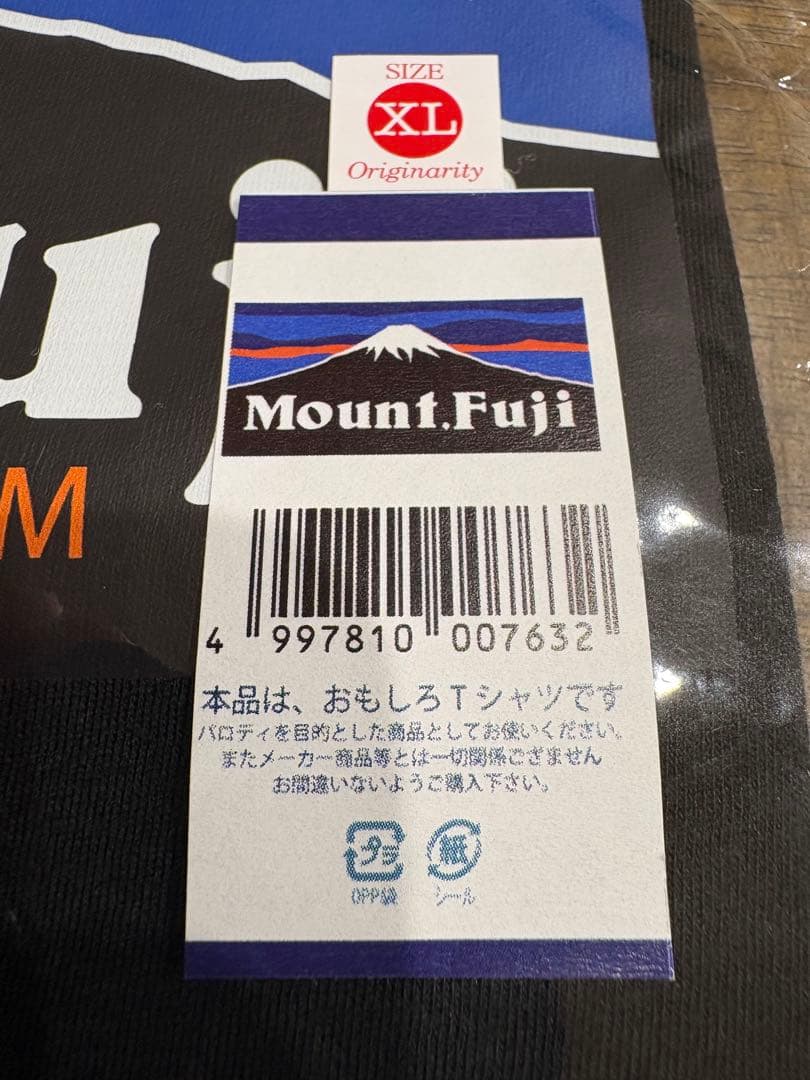 SIZE
XL
Originarity
u j
M
Mount.Fuji
4 997810 007632
本品は、おもしろTシャツです
パロディを目的とした商品としてお使いください。
またメーカー商品等とは一切関係ござません
お間違いないようご購入下さい。
プラ 紙
OPP袋 シール